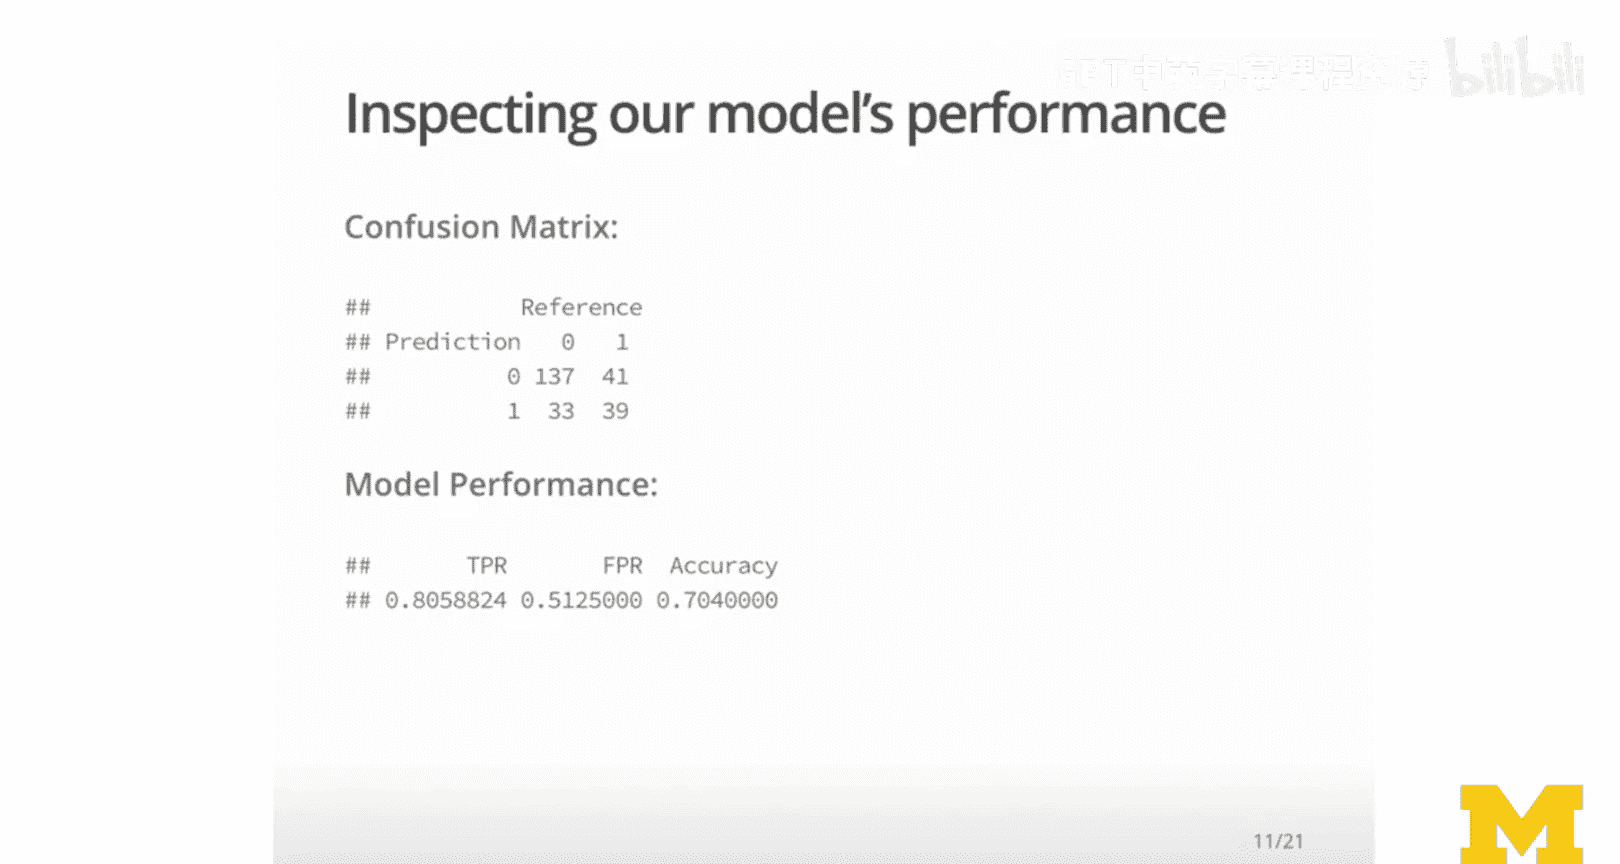 bilibili
Inspecting our model's performance
Confusion Matrix:
## Reference
## Prediction 0 1
## 0 137 41
## 1 33 39
Model Performance:
## TPR FPR Accuracy
## 0.8058824 0.5125000 0.7040000
11/21
M